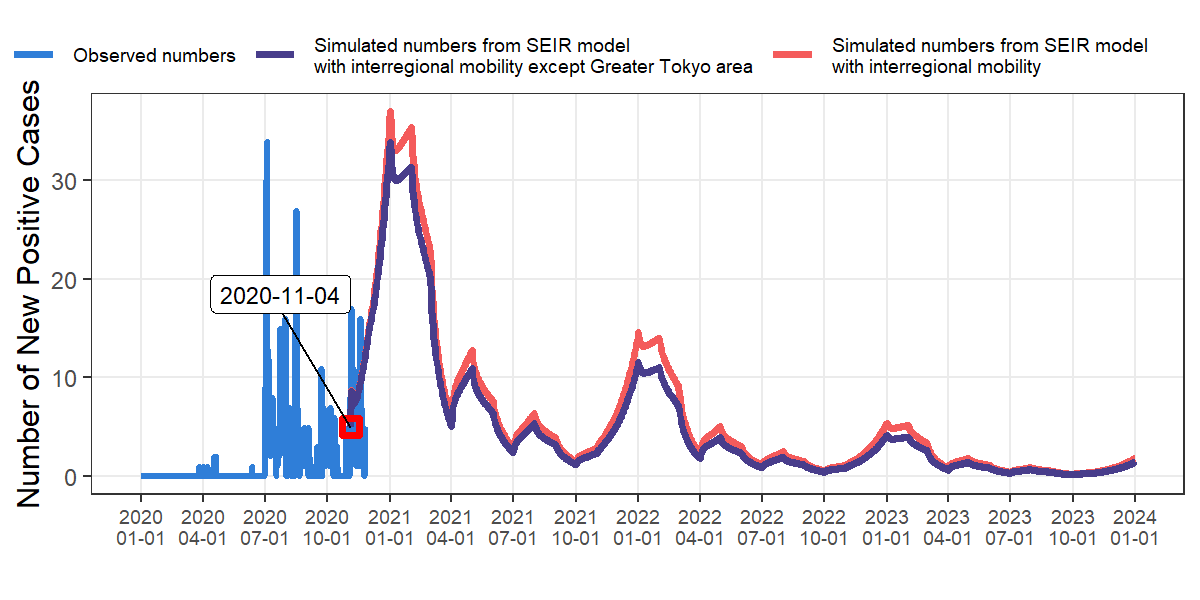 Observed numbers
Simulated numbers from SEIR model
with interregional mobility except Greater Tokyo area
Simulated numbers from SEIR model
with interregional mobility
Number of New Positive Cases
30
20
10
0
2020-11-04
2020 2020 2020 2020 2021 2021 2021 2021 2022 2022 2022 2022 2023 2023 2023 2023 2024
01-01 04-01 07-01 10-01 01-01 04-01 07-01 10-01 01-01 04-01 07-01 10-01 01-01 04-01 07-01 10-01 01-01